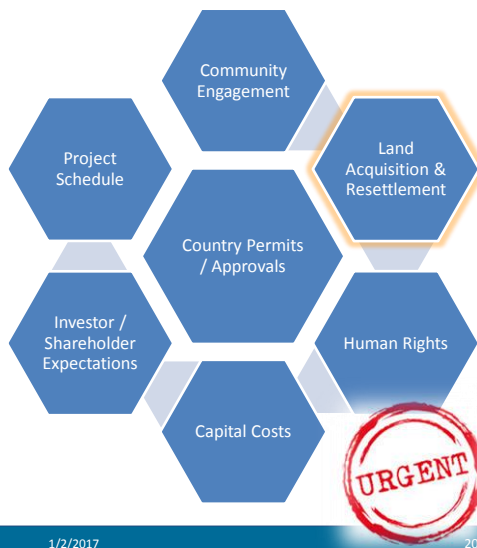 Community
Engagement
Land
Acquisition &
Resettlement
Project
Schedule
Country Permits
/ Approvals
Investor /
Shareholder
Expectations
Human Rights
Capital Costs
URGENT
1/2/2017
20